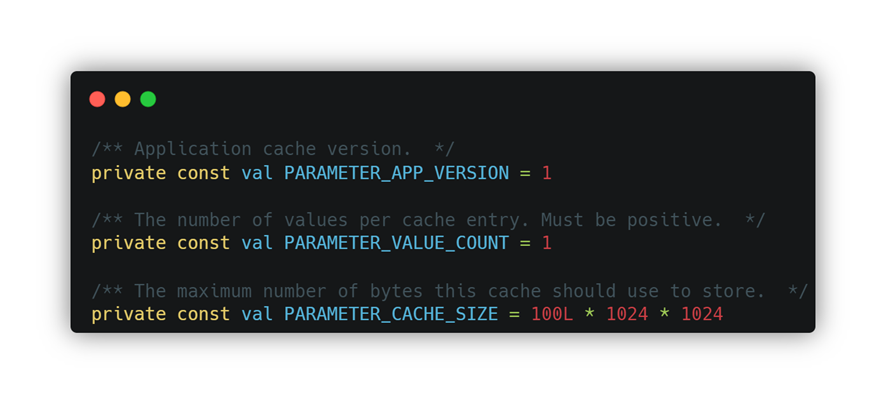 /** Application cache version.  */
private const val PARAMETER_APP_VERSION = 1
/** The number of values per cache entry. Must be positive.  */
private const val PARAMETER_VALUE_COUNT = 1
/** The maximum number of bytes this cache should use to store.  */
private const val PARAMETER_CACHE_SIZE = 100L * 1024 * 1024